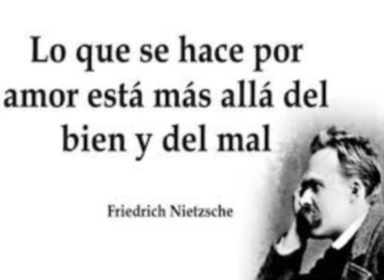 Lo que se hace por
amor está más allá del
bien y del mal
Friedrich Nietzsche